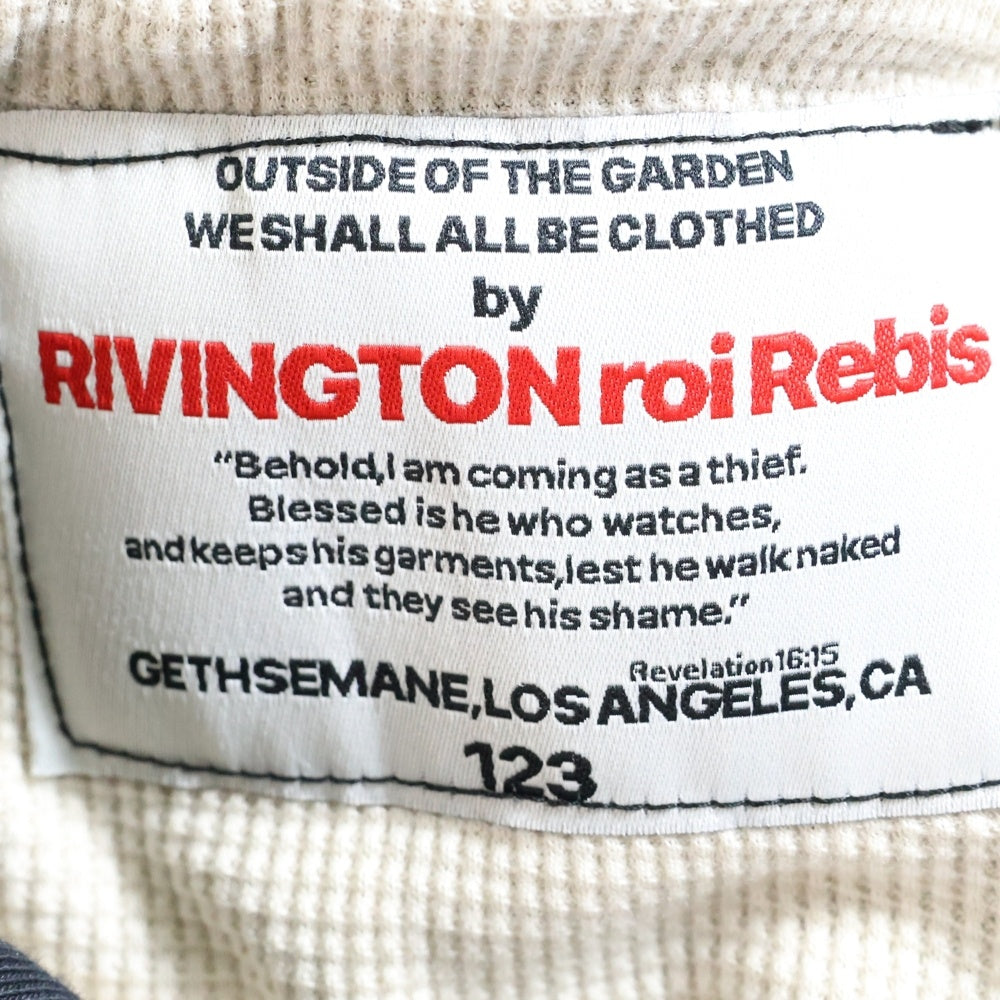 OUTSIDE OF THE GARDEN
WE SHALL ALL BE CLOTHED
by
RIVINGTON roi Rebis
“Behold, I am coming as a thief.
Blessed is he who watches,
and keeps his garments, lest he walk naked
and they see his shame.”
Revelation 16:15
GETHSEMANE, LOS ANGELES, CA
123